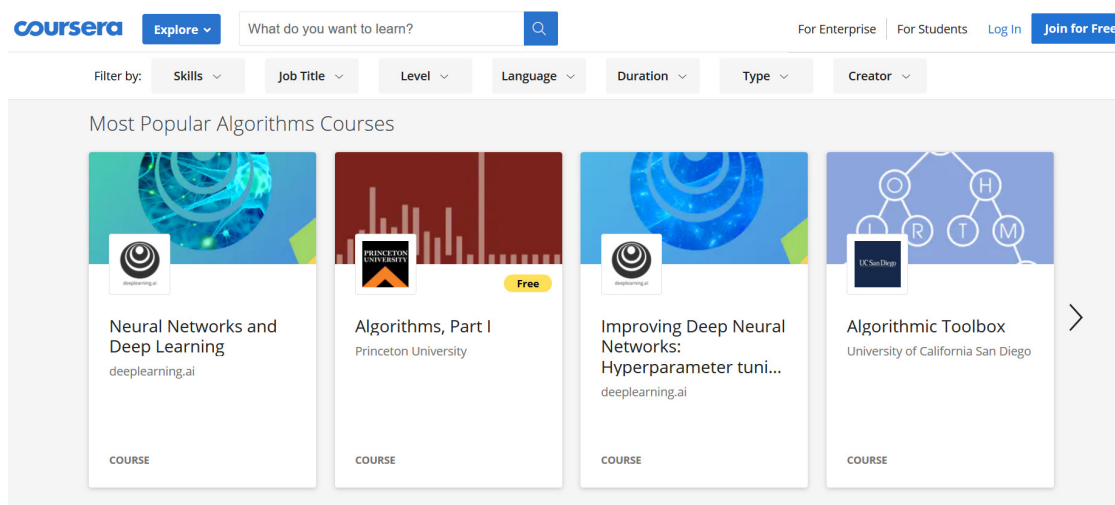 coursera
Explore
What do you want to learn?
For Enterprise
For Students
Log In
Join for Free
Filter by:
Skills
Job Title
Level
Language
Duration
Type
Creator
Most Popular Algorithms Courses
deeplearning.ai
Neural Networks and
Deep Learning
deeplearning.ai
COURSE
PRINCETON
UNIVERSITY
Free
Algorithms, Part I
Princeton University
COURSE
deeplearning.ai
Improving Deep Neural
Networks:
Hyperparameter tuni...
deeplearning.ai
COURSE
O H
I R T M
UC San Diego
Algorithmic Toolbox
University of California San Diego
COURSE